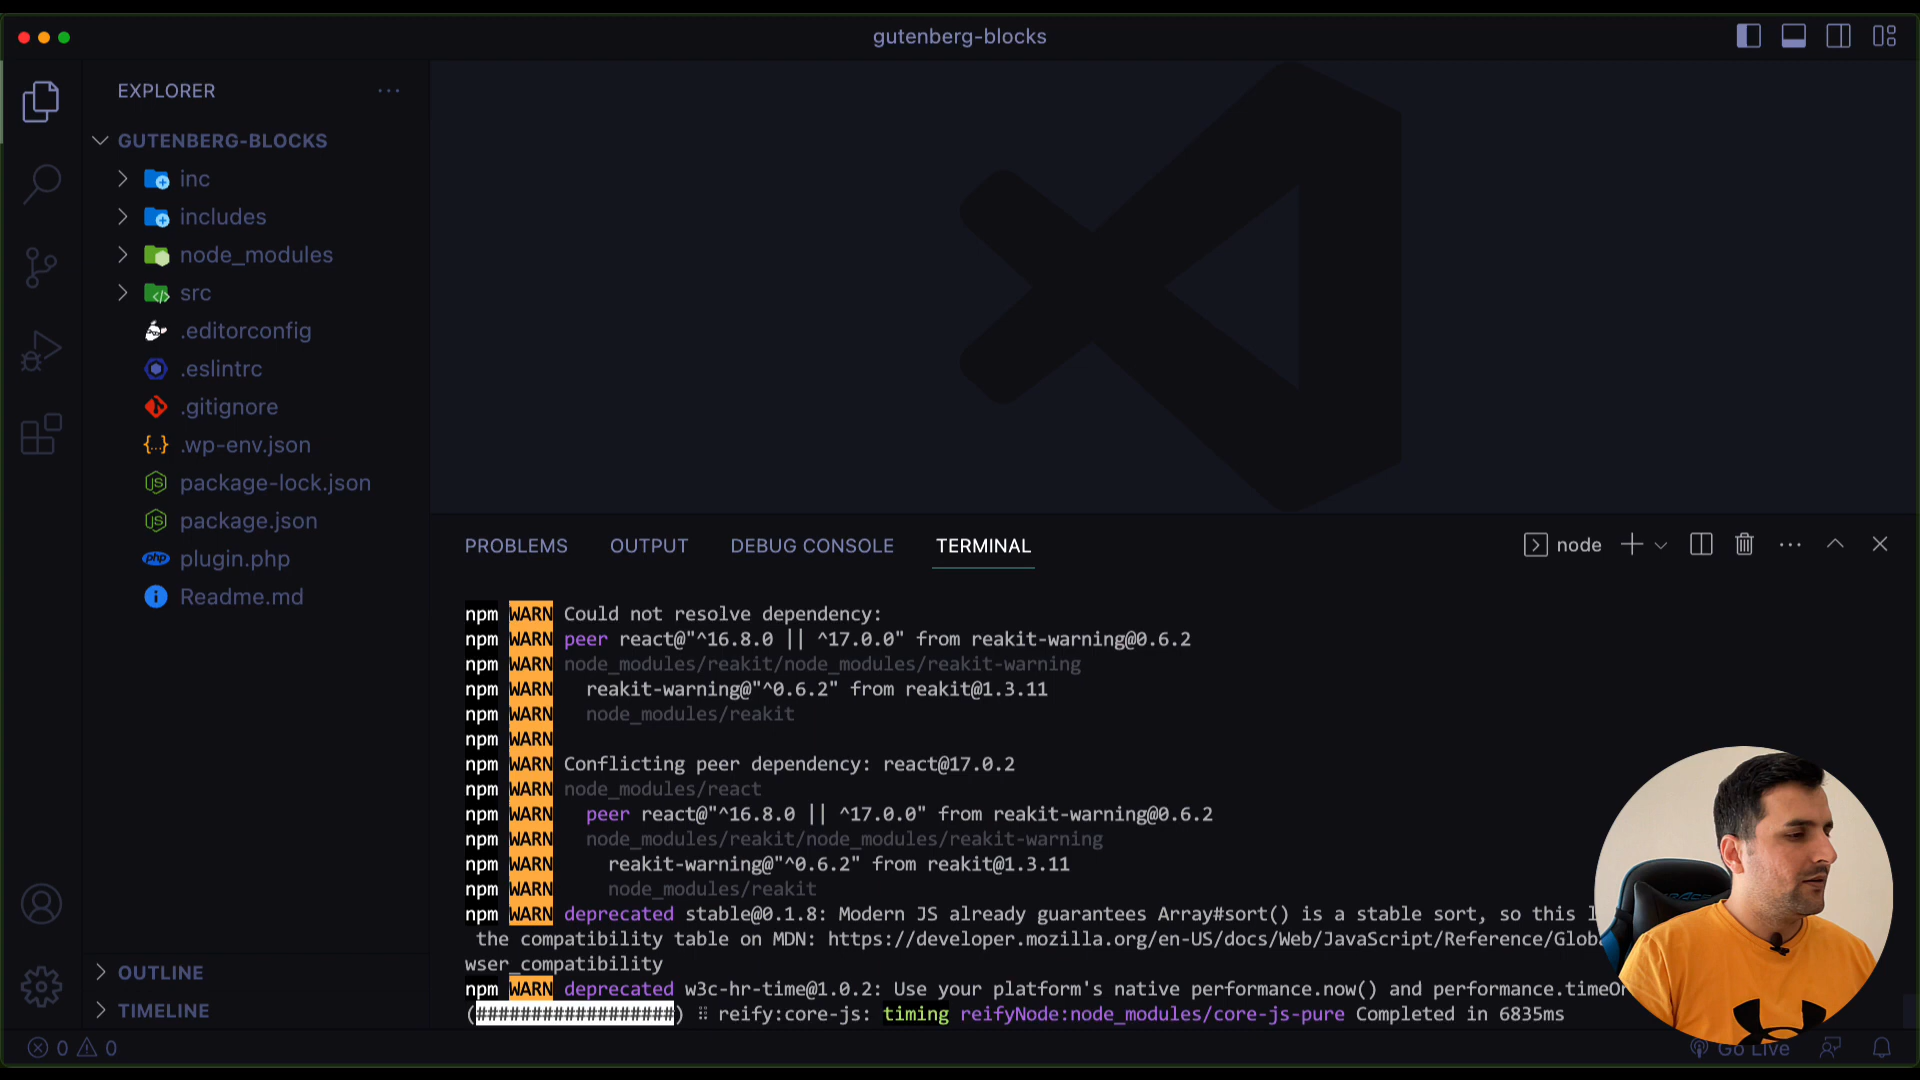 gutenberg-blocks
EXPLORER
GUTENBERG-BLOCKS
inc
includes
node_modules
src
.editorconfig
.eslintrc
.gitignore
.wp-env.json
package-lock.json
package.json
plugin.php
Readme.md
OUTLINE
TIMELINE
PROBLEMS OUTPUT DEBUG CONSOLE TERMINAL
node
npm WARN Could not resolve dependency:
npm WARN peer react@"^16.8.0 || ^17.0.0" from reakit-warning@0.6.2
npm WARN node_modules/reakit/node_modules/reakit-warning
npm WARN   reakit-warning@"^0.6.2" from reakit@1.3.11
npm WARN   node_modules/reakit
npm WARN
npm WARN Conflicting peer dependency: react@17.0.2
npm WARN node_modules/react
npm WARN   peer react@"^16.8.0 || ^17.0.0" from reakit-warning@0.6.2
npm WARN   node_modules/reakit/node_modules/reakit-warning
npm WARN     reakit-warning@"^0.6.2" from reakit@1.3.11
npm WARN     node_modules/reakit
npm WARN deprecated stable@0.1.8: Modern JS already guarantees Array#sort() is a stable sort, so this
the compatibility table on MDN: https://developer.mozilla.org/en-US/docs/Web/JavaScript/Reference/Glob
wser_compatibility
npm WARN deprecated w3c-hr-time@1.0.2: Use your platform's native performance.now() and performance.timeO
(##################) ⠿ reify:core-js: timing reifyNode:node_modules/core-js-pure Completed in 6835ms
0 0
Go Live